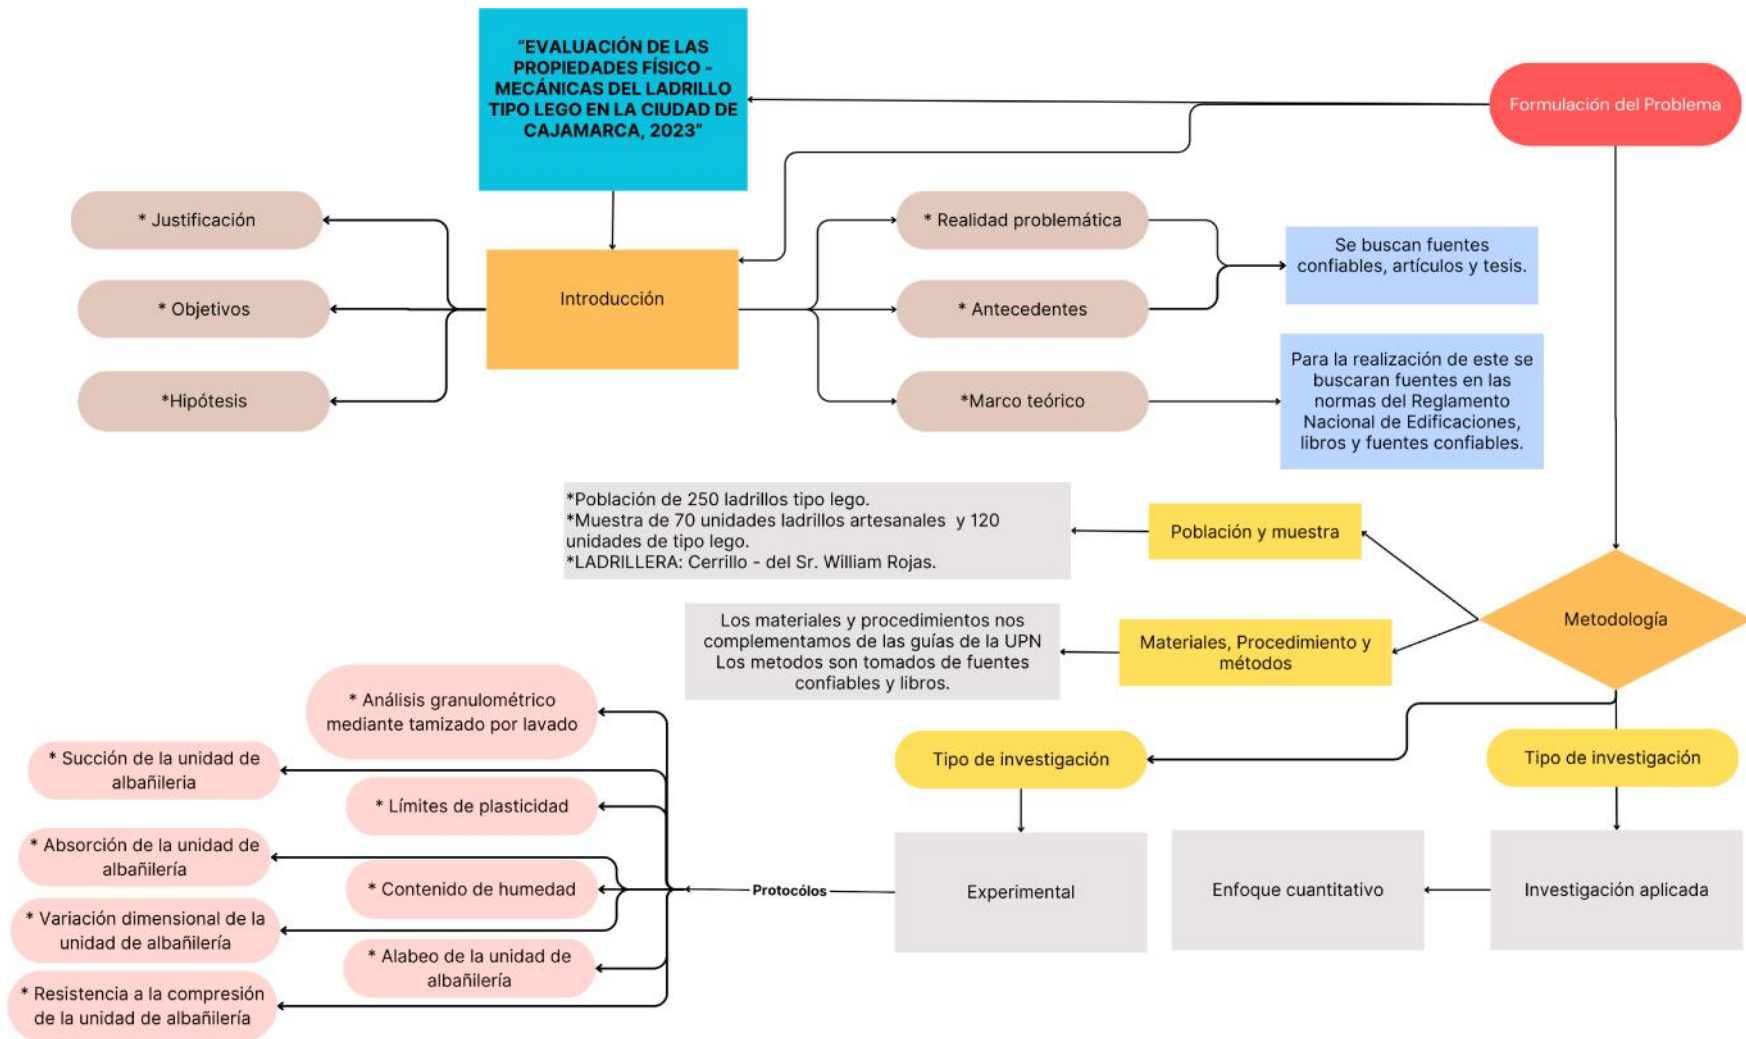 “EVALUACIÓN DE LAS
PROPIEDADES FÍSICO -
MECÁNICAS DEL LADRILLO
TIPO LEGO EN LA CIUDAD DE
CAJAMARCA, 2023”
Formulación del Problema
* Justificación
* Objetivos
*Hipótesis
Introducción
* Realidad problemática
* Antecedentes
*Marco teórico
Se buscan fuentes
confiables, artículos y tesis.
Para la realización de este se
buscaran fuentes en las
normas del Reglamento
Nacional de Edificaciones,
libros y fuentes confiables.
*Población de 250 ladrillos tipo lego.
*Muestra de 70 unidades ladrillos artesanales y 120
unidades de tipo lego.
*LADRILLERA: Cerrillo - del Sr. William Rojas.
Población y muestra
Metodología
Los materiales y procedimientos nos
complementamos de las guías de la UPN
Los metodos son tomados de fuentes
confiables y libros.
Materiales, Procedimiento y
métodos
Tipo de investigación
Tipo de investigación
Experimental
Enfoque cuantitativo
Investigación aplicada
Protocólos
* Análisis granulométrico
mediante tamizado por lavado
* Succión de la unidad de
albañileria
* Límites de plasticidad
* Absorción de la unidad de
albañilería
* Contenido de humedad
* Variación dimensional de la
unidad de albañilería
* Alabeo de la unidad de
albañilería
* Resistencia a la compresión
de la unidad de albañilería